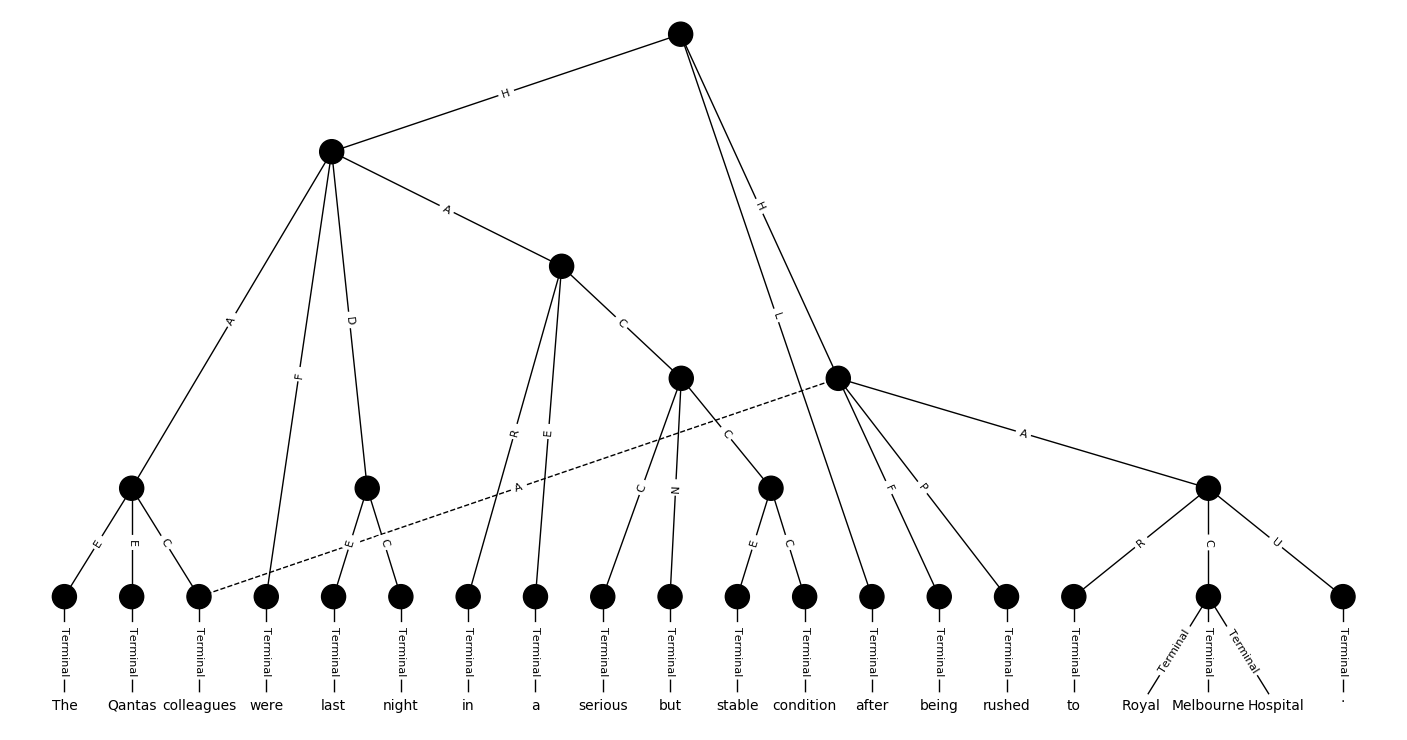 H
H
A
A
L
A
D
C
F
R
E
C
A
C
N
F
P
A
E
E
C
E
C
E
C
R
C
U
Terminal Terminal Terminal Terminal Terminal Terminal Terminal Terminal Terminal Terminal Terminal Terminal Terminal Terminal Terminal Terminal Terminal Terminal Terminal Terminal
The Qantas colleagues were last night in a serious but stable condition after being rushed to Royal Melbourne Hospital .